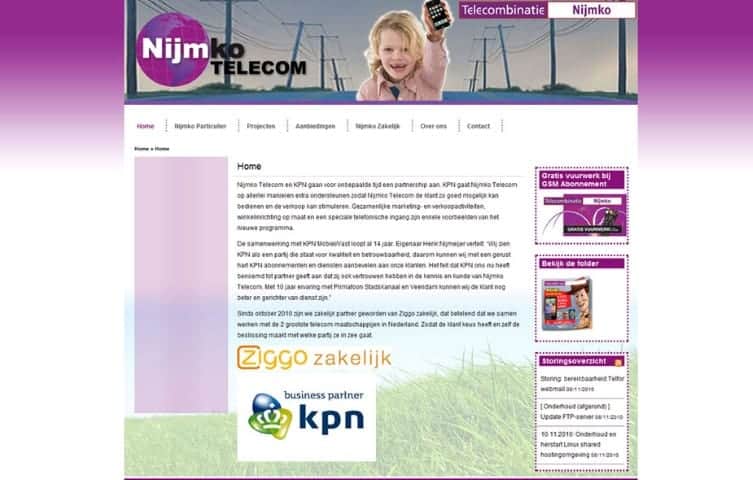 Nijmko
TELECOM
Telecombinatie Nijmko
Home Nijmko Particulier Projecten Aanbiedingen Nijmko Zakelijk Over ons Contact
Home » Home
Home
Nijmko Telecom en KPN gaan voor onbepaalde tijd een partnership aan. KPN gaat Nijmko Telecom
op allerlei manieren extra ondersteunen zodat Nijmko Telecom de klant zo goed mogelijk kan
bedienen en de verkoop kan stimuleren. Gezamenlijke marketing- en verkoopactiviteiten,
winkelinrichting op maat en een speciale telefonische ingang zijn enkele voorbeelden van het
nieuwe programma.
De samenwerking met KPN Mobiel/Vast loopt al 14 jaar. Eigenaar Henk Nijmeijer vertelt: "Wij zien
KPN als een partij die staat voor kwaliteit en betrouwbaarheid, daarom kunnen wij met een gerust
hart KPN abonnementen en diensten aanbevelen aan onze klanten. Het feit dat KPN ons nu heeft
benoemd tot partner geeft aan dat zij ook vertrouwen hebben in de kennis en kunde van Nijmko
Telecom. Met 10 jaar ervaring met Primafoon Stadskanaal en Veendam kunnen wij de klant nog
beter en gerichter van dienst zijn."
Sinds oktober 2010 zijn we zakelijk partner geworden van Ziggo zakelijk, dat betekend dat we samen
werken met de 2 grootste telecom maatschappijen in Nederland. Zodat de klant keus heeft en zelf de
beslissing maakt met welke partij ze in zee gaat.
ziggo zakelijk
business partner
kpn
Gratis vuurwerk bij
GSM Abonnement
Telecombinatie Nijmko
GRATIS VUURWERK
Bekijk de folder
Storingsoverzicht
Storing: bereikbaarheid Telfor
webmail 09/11/2010
[ Onderhoud (afgerond) ]
Update FTP-server 08/11/2010
10-11-2010: Onderhoud en
herstart Linux shared
hostingomgeving 08/11/2010